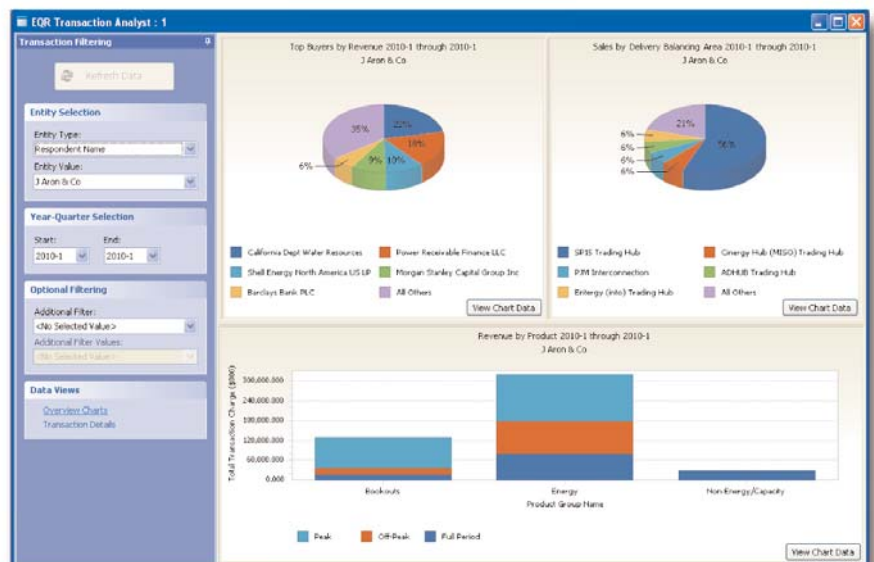 EQR Transaction Analyst : 1
Transaction Filtering
Refresh Data
Entity Selection
Entity Type:
Respondent Name
Entity Value:
J Aron & Co
Year-Quarter Selection
Start: End:
2010-1 2010-1
Optional Filtering
Additional Filter:
<No Selected Value>
Additional Filter Values:
<No Selected Value>
Data Views
Overview Charts
Transaction Details
Top Buyers by Revenue 2010-1 through 2010-1
J Aron & Co
35% 22%
18%
6% 9% 10%
California Dept Water Resources Power Receivable Finance LLC
Shell Energy North America US LP Morgan Stanley Capital Group Inc
Barclays Bank PLC All Others
View Chart Data
Sales by Delivery Balancing Area 2010-1 through 2010-1
J Aron & Co
21%
6%
6% 56%
6%
6%
SP15 Trading Hub Cinergy Hub (MISO) Trading Hub
PJM Interconnection ADHUB Trading Hub
Entergy (into) Trading Hub All Others
View Chart Data
Revenue by Product 2010-1 through 2010-1
J Aron & Co
Total Transaction Charge ($000)
300,000.000
240,000.000
180,000.000
120,000.000
60,000.000
0.000
Bookouts Energy Non-Energy/Capacity
Product Group Name
Peak Off-Peak Full Period
View Chart Data